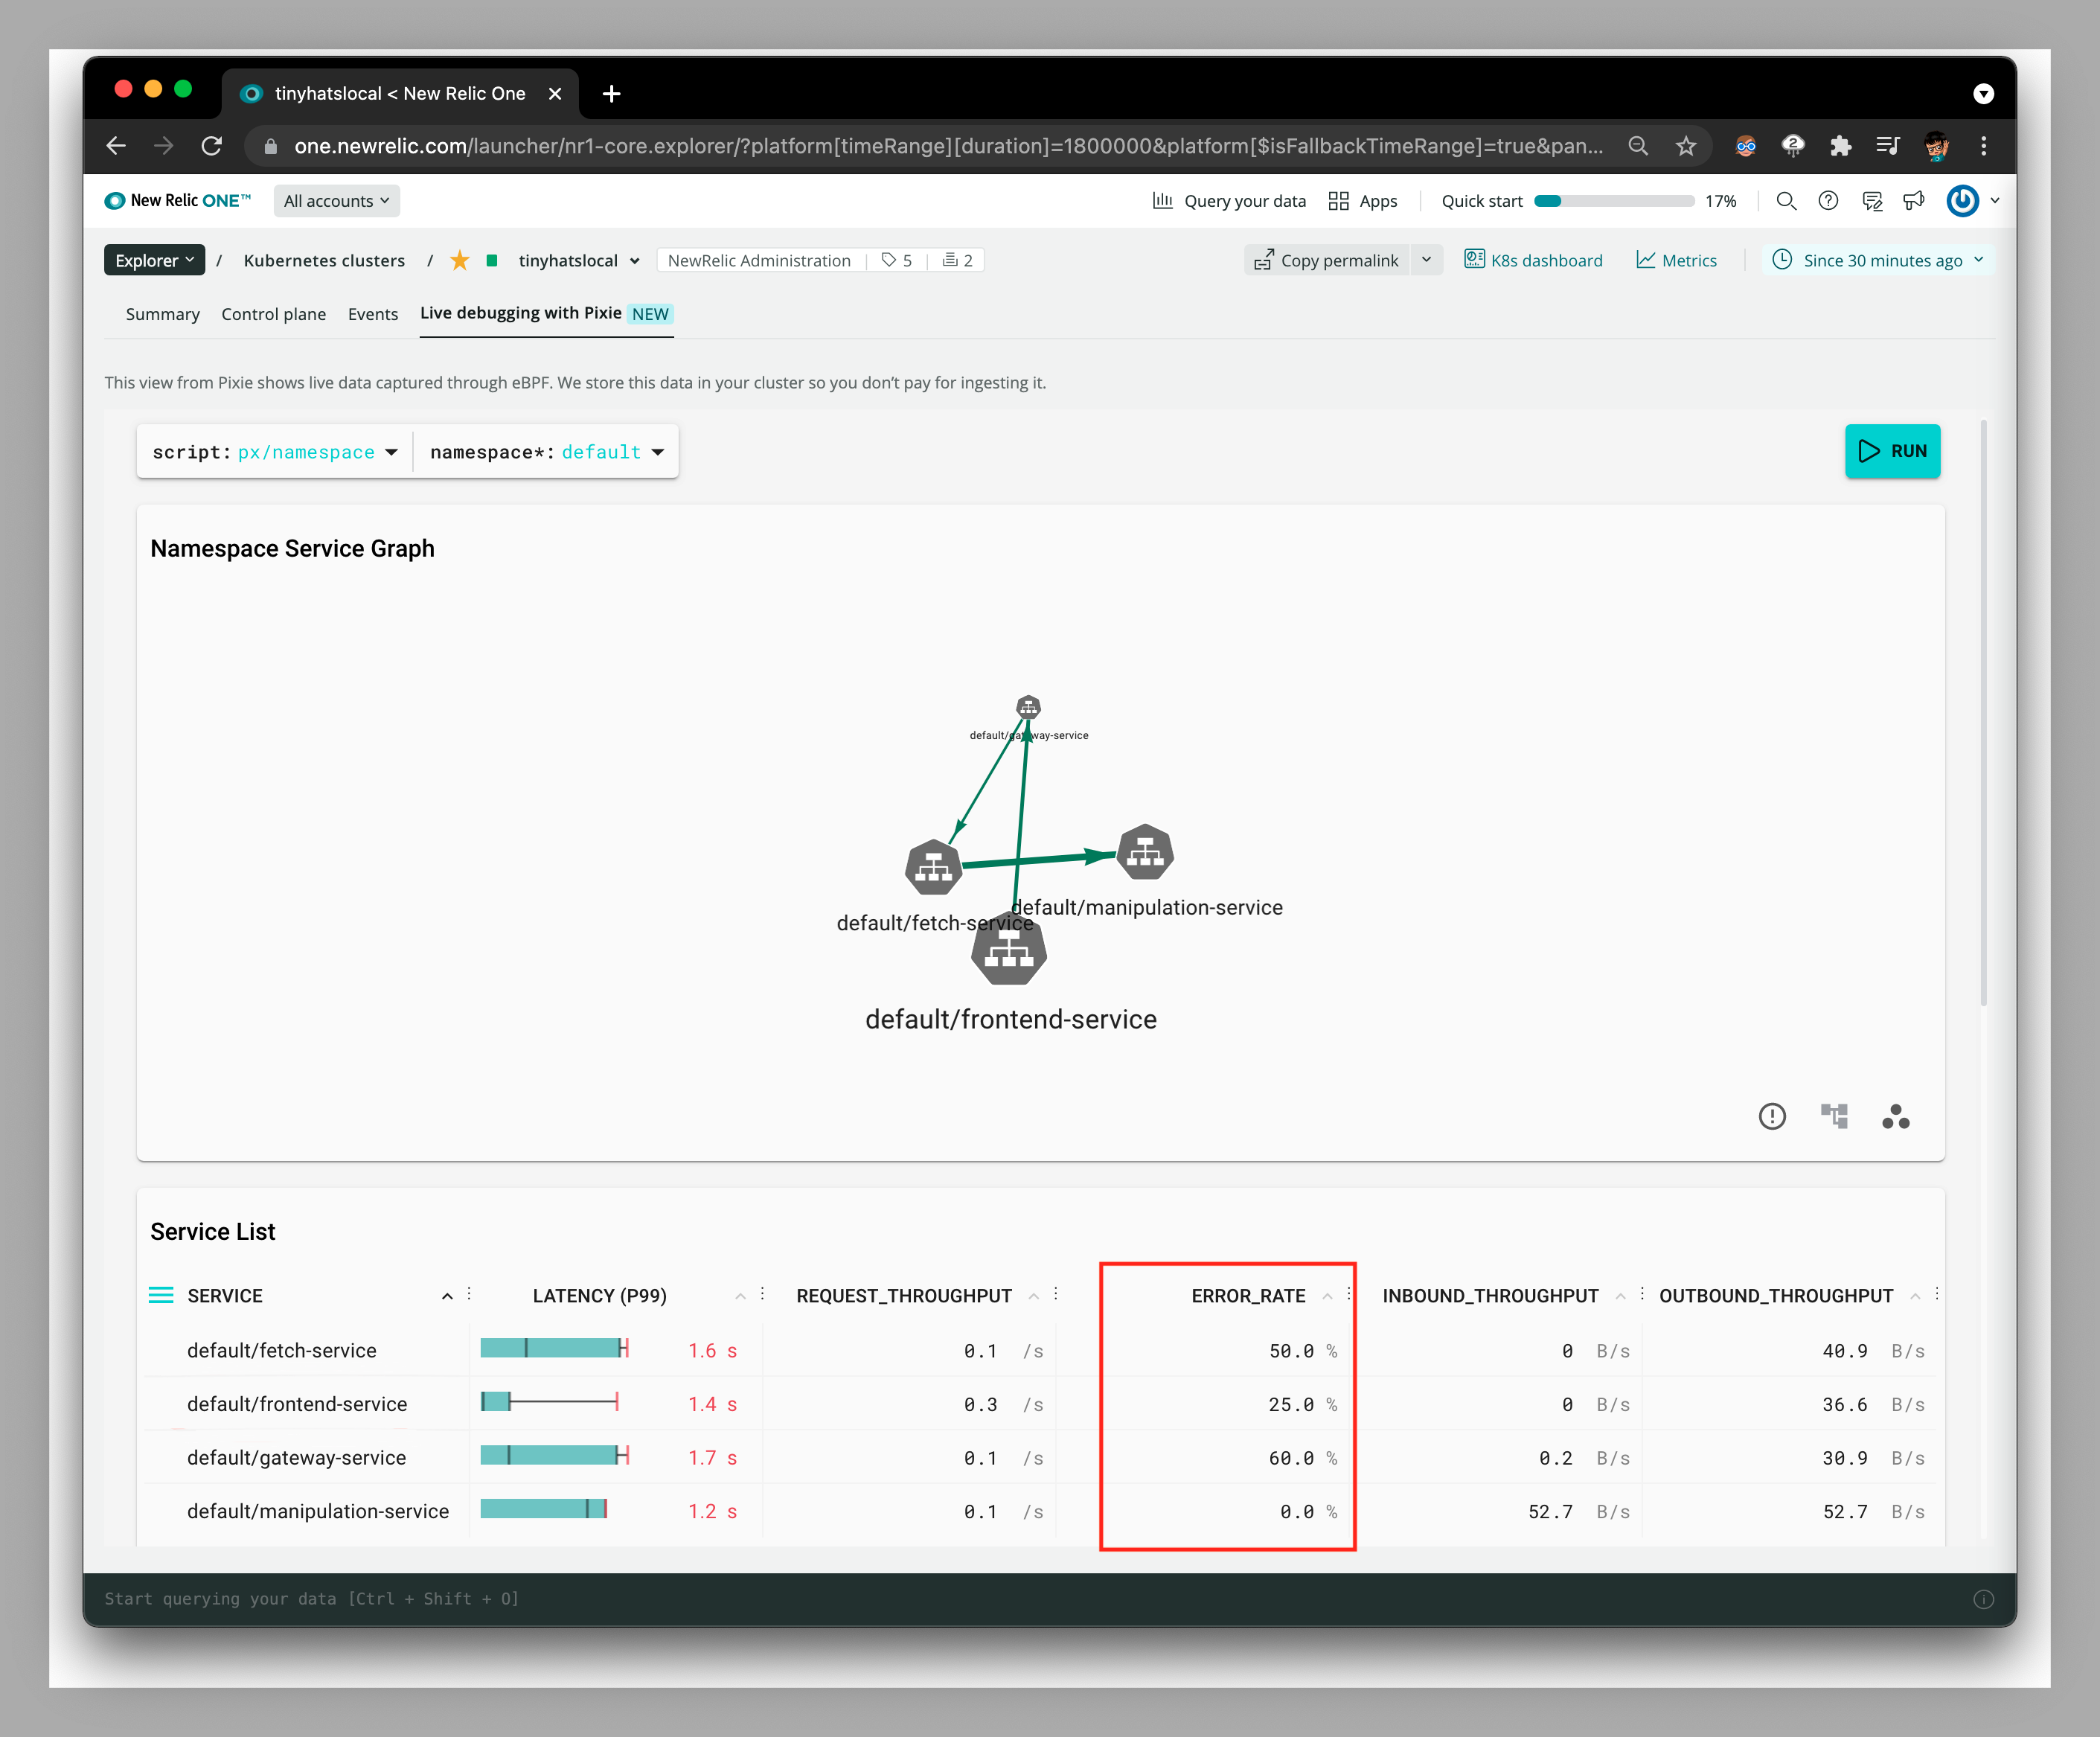 tinyhatslocal < New Relic One
one.newrelic.com/launcher/nr1-core.explorer/?platform[timeRange][duration]=1800000&platform[$isFallbackTimeRange]=true&pan...
2
New Relic ONE™ All accounts Query your data Apps Quick start 17%
Explorer / Kubernetes clusters / tinyhatslocal NewRelic Administration 5 2 Copy permalink K8s dashboard Metrics Since 30 minutes ago
Summary Control plane Events Live debugging with Pixie NEW
This view from Pixie shows live data captured through eBPF. We store this data in your cluster so you don't pay for ingesting it.
script: px/namespace namespace*: default RUN
Namespace Service Graph
default/gateway-service
default/manipulation-service
default/fetch-service
default/frontend-service
Service List
SERVICE LATENCY (P99) REQUEST_THROUGHPUT ERROR_RATE INBOUND_THROUGHPUT OUTBOUND_THROUGHPUT
default/fetch-service 1.6 s 0.1 /s 50.0 % 0 B/s 40.9 B/s
default/frontend-service 1.4 s 0.3 /s 25.0 % 0 B/s 36.6 B/s
default/gateway-service 1.7 s 0.1 /s 60.0 % 0.2 B/s 30.9 B/s
default/manipulation-service 1.2 s 0.1 /s 0.0 % 52.7 B/s 52.7 B/s
Start querying your data [Ctrl + Shift + O]